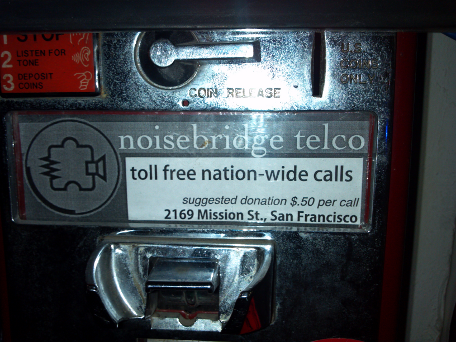 1 STOP
2 LISTEN FOR
TONE
3 DEPOSIT
COINS
COIN RELEASE
U.S.
ONLY
noisebridge telco
toll free nation-wide calls
suggested donation $.50 per call
2169 Mission St., San Francisco